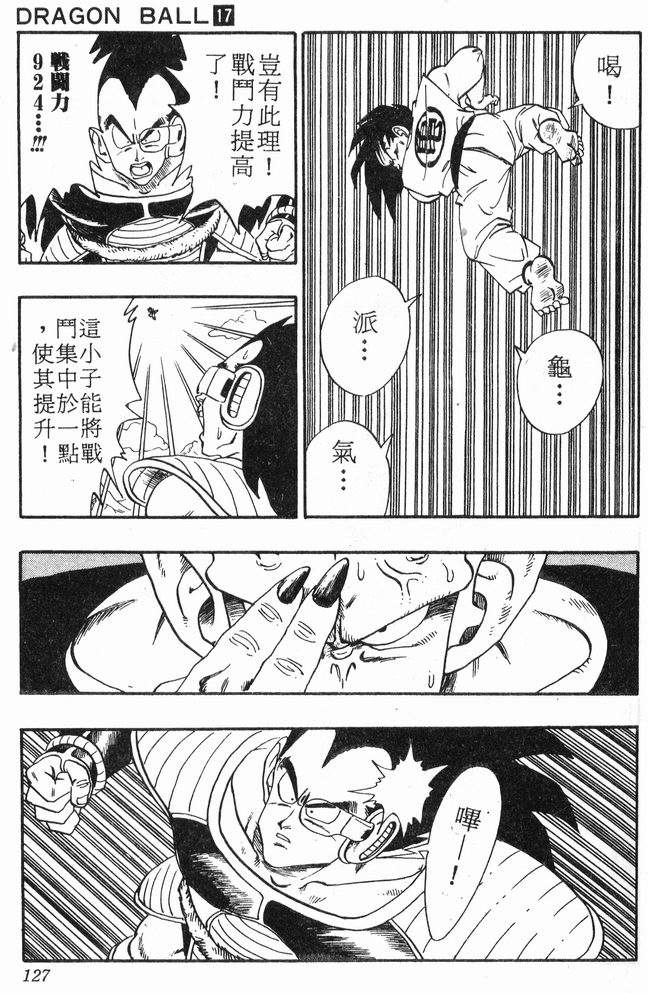 DRAGON BALL 17
喝！
龜…
派…
氣…
豈有此理！
戰鬥力提高
了！
戰鬪力
924…!!!
這小子能將戰
鬥集中於一點
，使其提升！
嗶—！
127